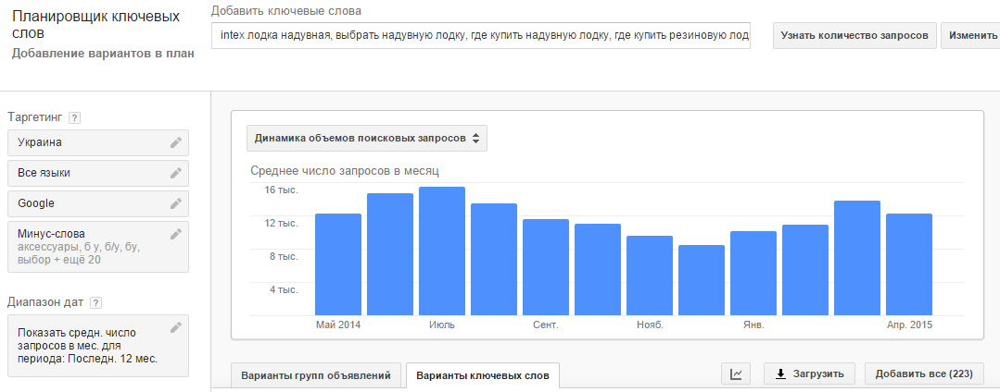 Планировщик ключевых
слов
Добавление вариантов в план
Добавить ключевые слова
intex лодка надувная, выбрать надувную лодку, где купить надувную лодку, где купить резиновую лод
Узнать количество запросов
Изменить
Таргетинг ?
Украина
Все языки
Google
Минус-слова
аксессуары, б у, б/у, бу,
выбор + ещё 20
Диапазон дат ?
Показать средн. число
запросов в мес. для
периода: Последн. 12 мес.
Динамика объемов поисковых запросов
Среднее число запросов в месяц
16 тыс.
12 тыс.
8 тыс.
4 тыс.
Май 2014 Июль Сент. Нояб. Янв. Апр. 2015
Варианты групп объявлений
Варианты ключевых слов
Загрузить
Добавить все (223)